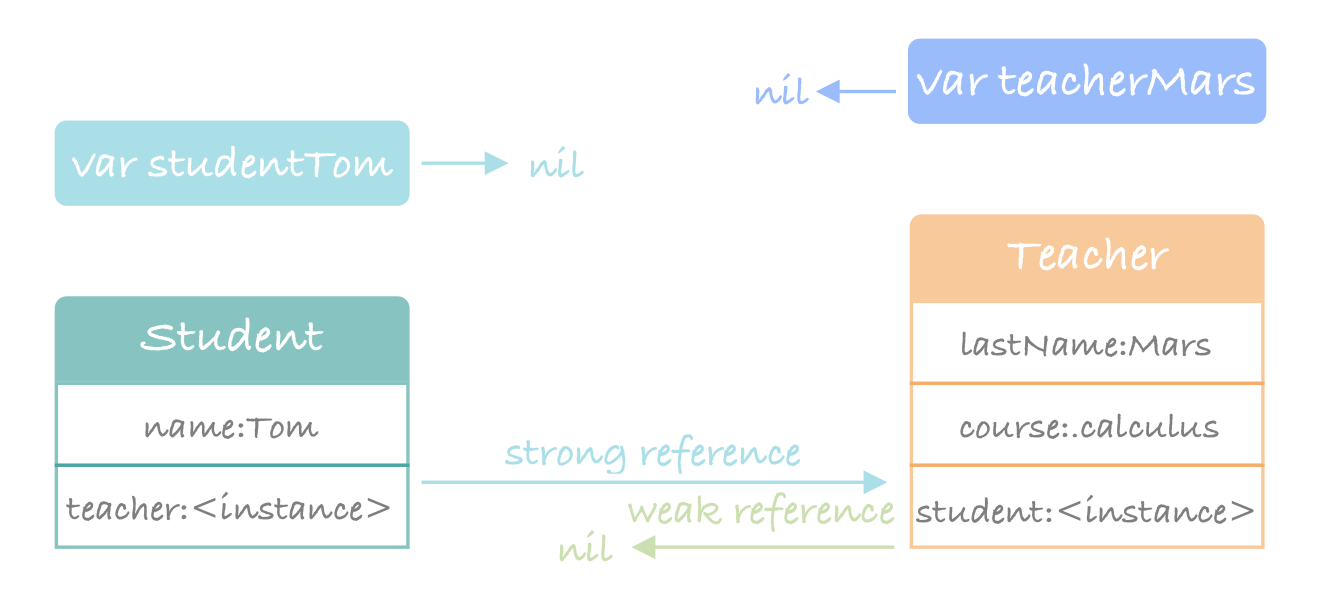 nil
var teacherMars
var studentTom
nil
Teacher
lastName:Mars
course:.calculus
student:<instance>
Student
name:Tom
teacher:<instance>
strong reference
weak reference
nil